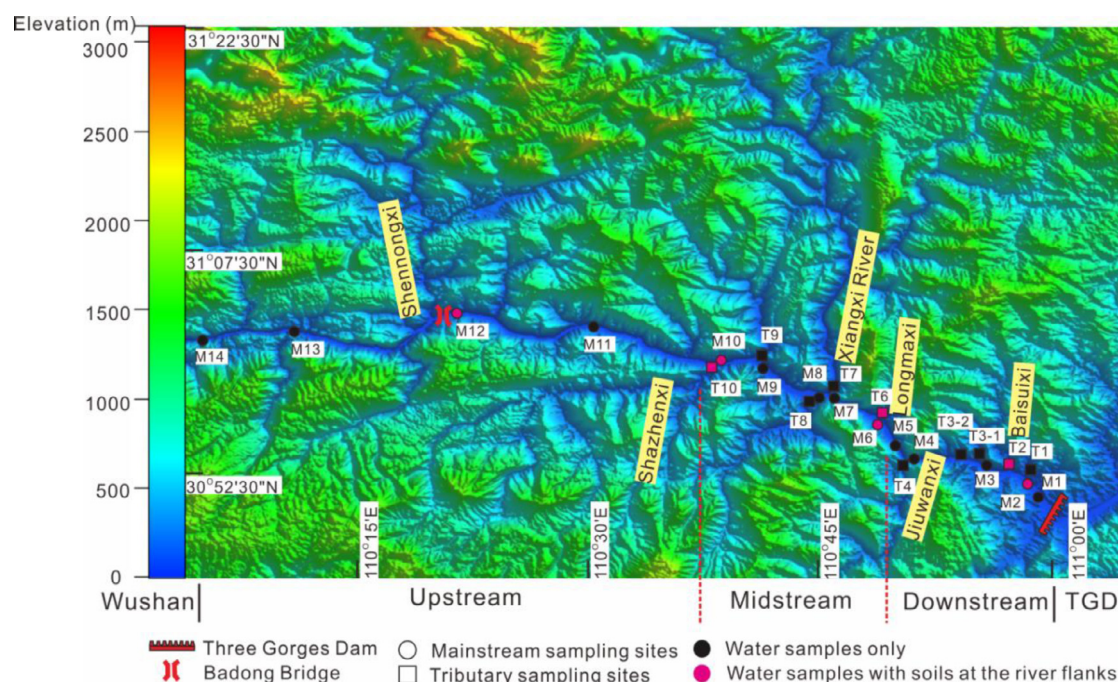 Elevation (m)
3000
2500
2000
1500
1000
500
0
31°22'30"N
31°07'30"N
30°52'30"N
110°15'E
110°30'E
110°45'E
111°00'E
Shennongxi
Xiangxi River
Longmaxi
Baisuixi
Shazhenxi
Jiuwanxi
M14
M13
M12
M11
M10
T10
T9
M9
M8
T7
T8
M7
T6
M6
M5
M4
T4
T3-2
T3-1
M3
T2
T1
M2
M1
Wushan
Upstream
Midstream
Downstream
TGD
Three Gorges Dam
Badong Bridge
Mainstream sampling sites
Tributary sampling sites
Water samples only
Water samples with soils at the river flanks